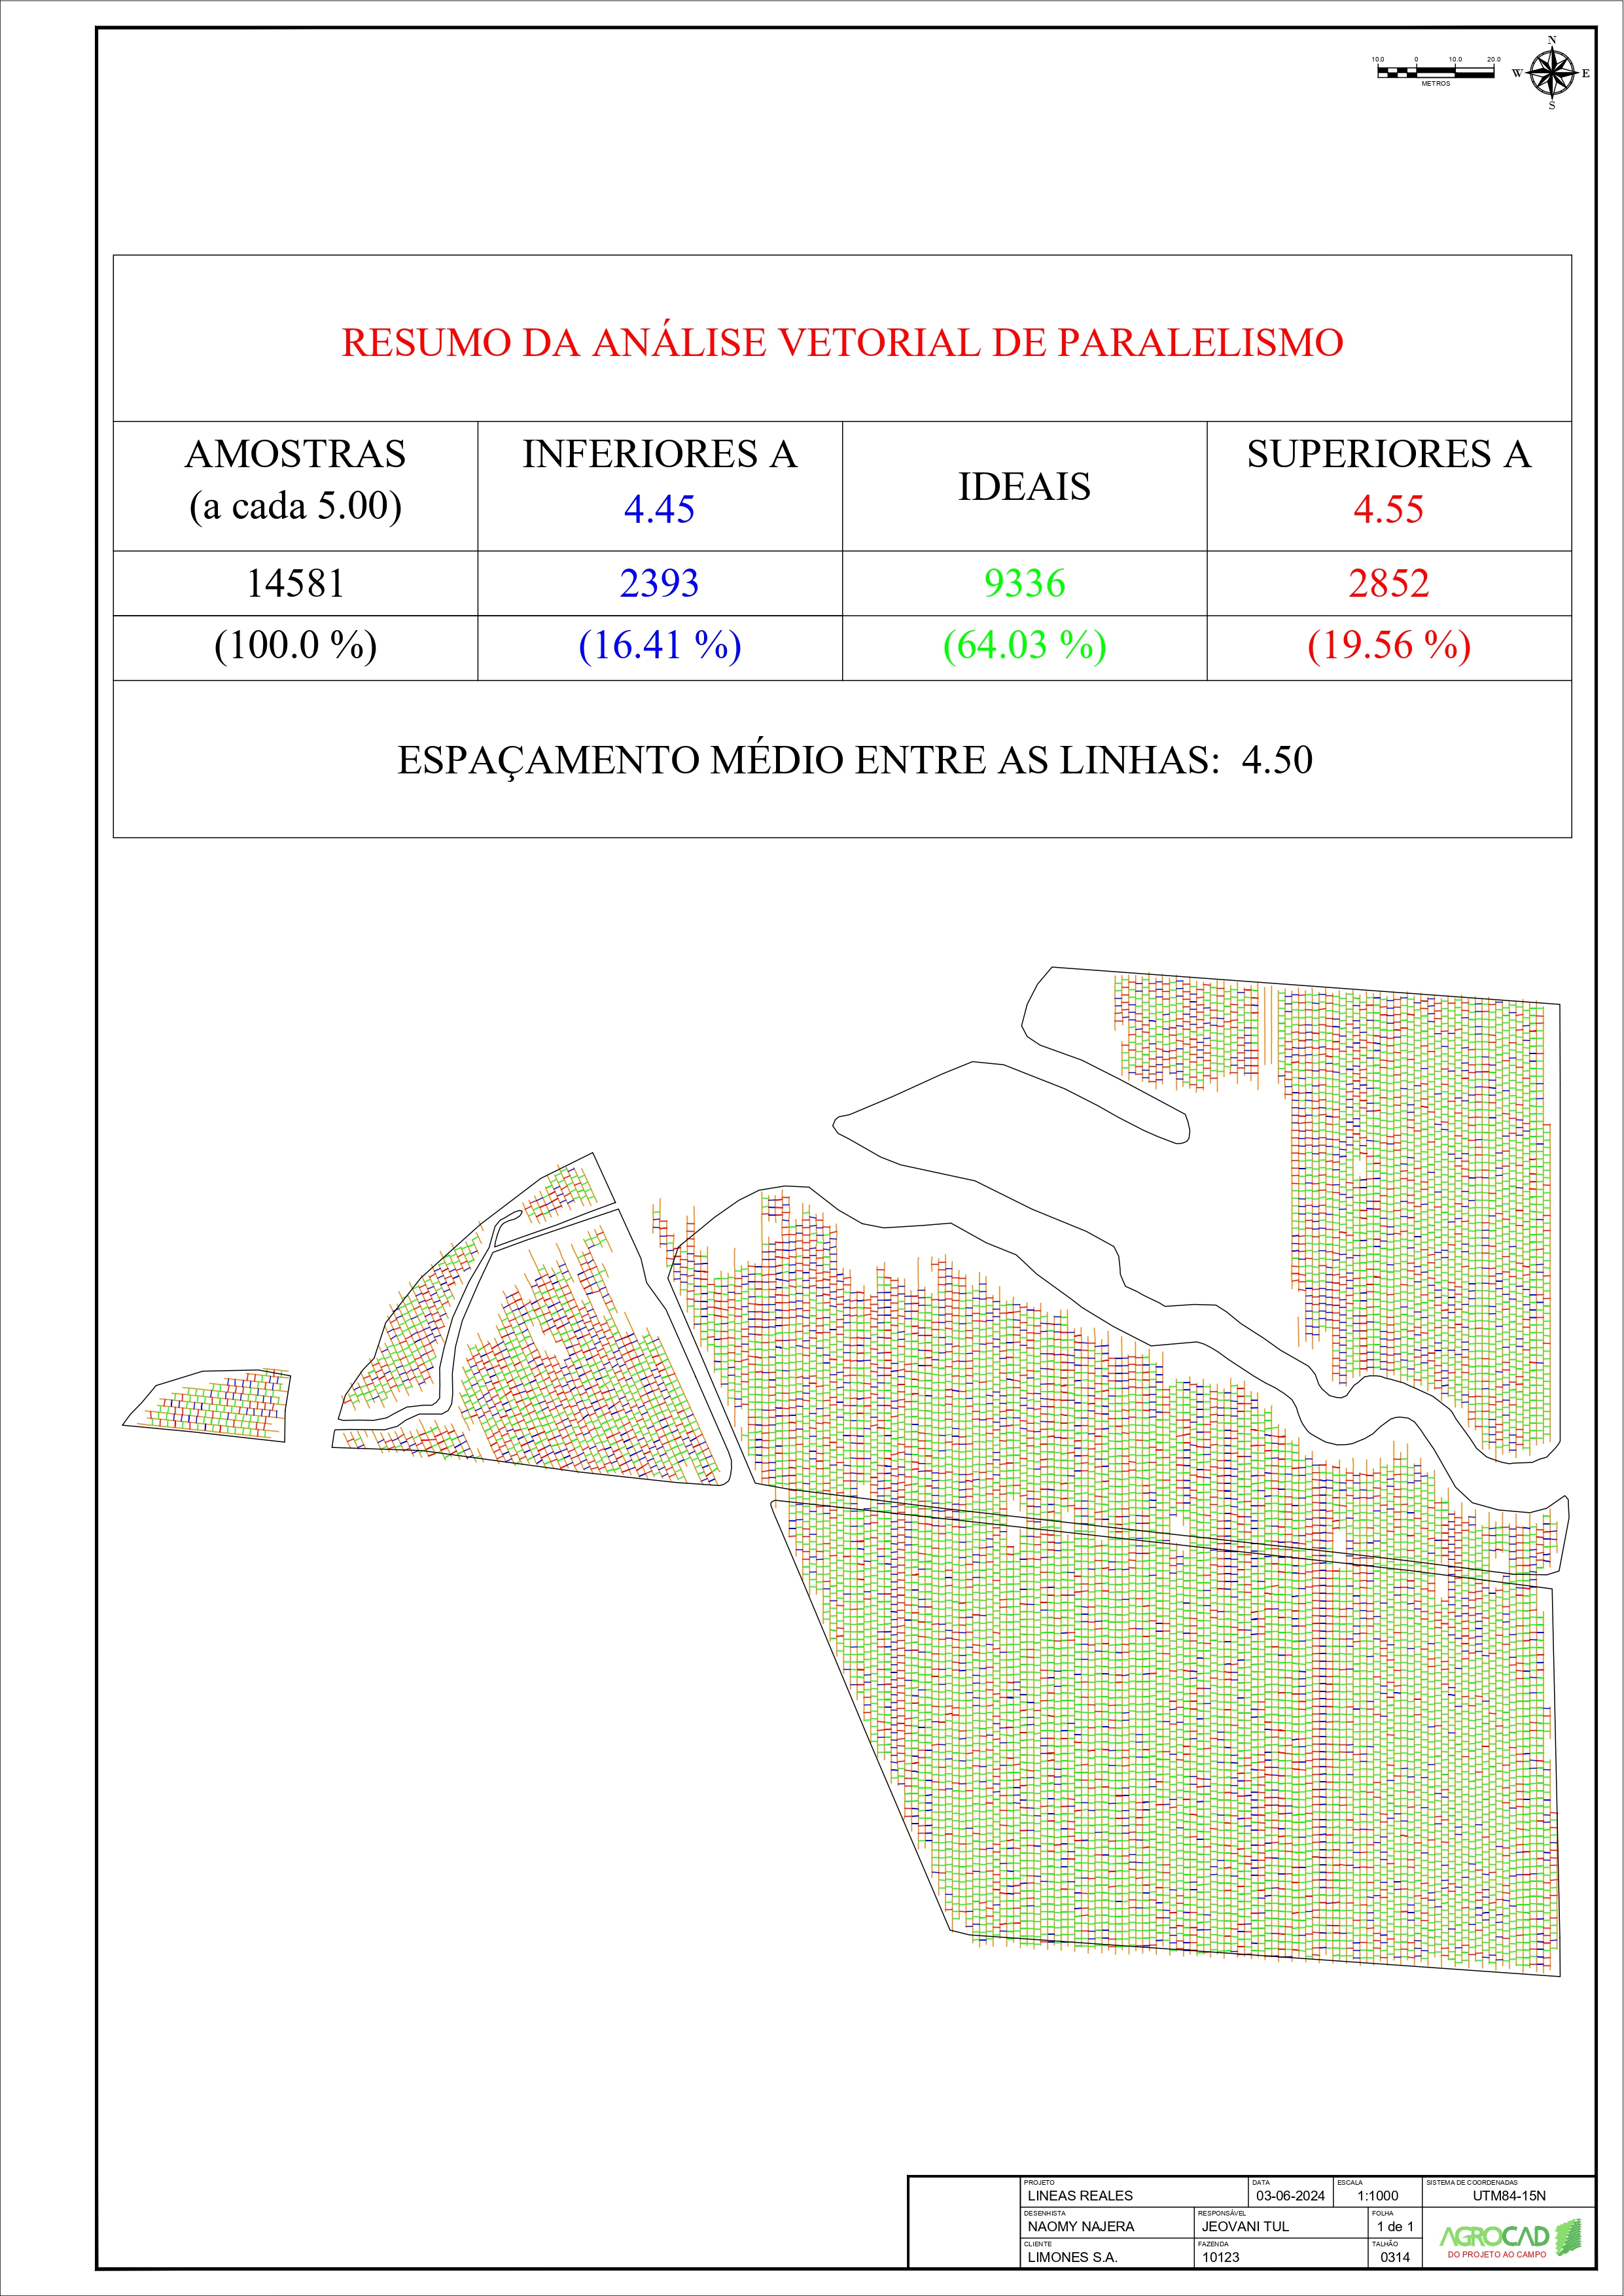 N
10.0 0 10.0 20.0
W E
METROS
S
RESUMO DA ANÁLISE VETORIAL DE PARALELISMO
AMOSTRAS
(a cada 5.00)
INFERIORES A
4.45
IDEAIS
SUPERIORES A
4.55
14581 2393 9336 2852
(100.0 %) (16.41 %) (64.03 %) (19.56 %)
ESPAÇAMENTO MÉDIO ENTRE AS LINHAS: 4.50
PROJETO DATA ESCALA SISTEMA DE COORDENADAS
LINEAS REALES 03-06-2024 1:1000 UTM84-15N
DESENHISTA RESPONSÁVEL FOLHA
NAOMY NAJERA JEOVANI TUL 1 de 1
CLIENTE FAZENDA TALHÃO
LIMONES S.A. 10123 0314
AGROCAD
DO PROJETO AO CAMPO